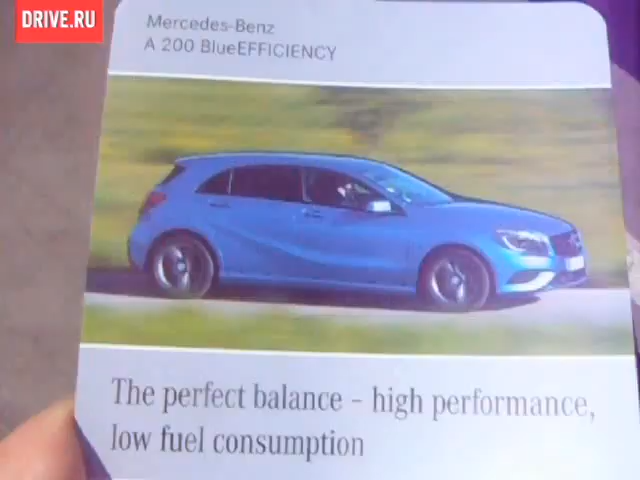 DRIVE.RU
Mercedes-Benz
A 200 BlueEFFICIENCY
The perfect balance – high performance,
low fuel consumption